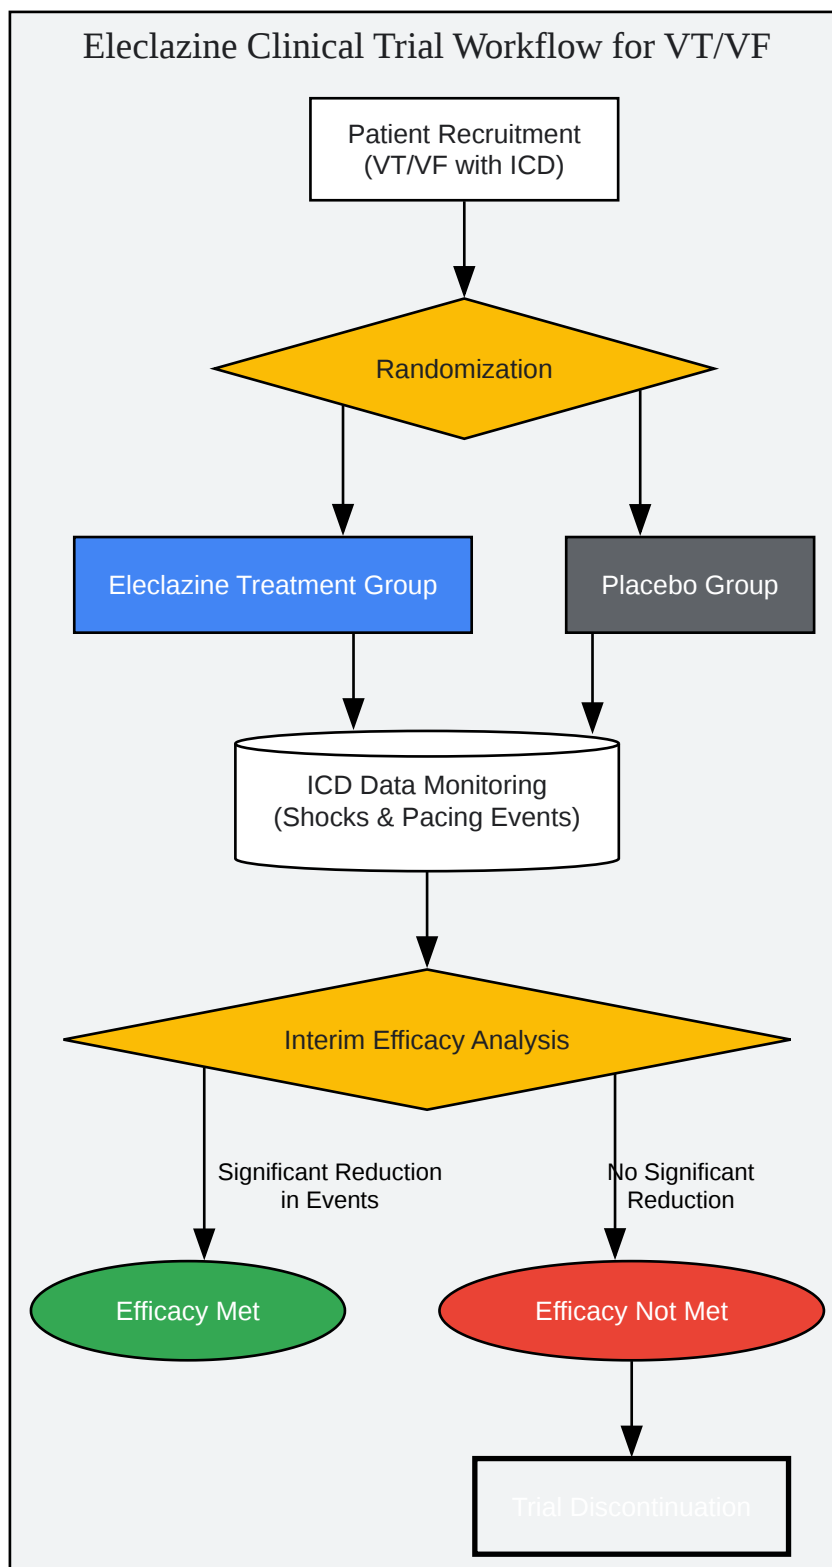 Eleclazine Clinical Trial Workflow for VT/VF
Patient Recruitment
(VT/VF with ICD)
Randomization
Eleclazine Treatment Group
Placebo Group
ICD Data Monitoring
(Shocks & Pacing Events)
Interim Efficacy Analysis
Significant Reduction
in Events
No Significant
Reduction
Efficacy Met
Efficacy Not Met
Trial Discontinuation